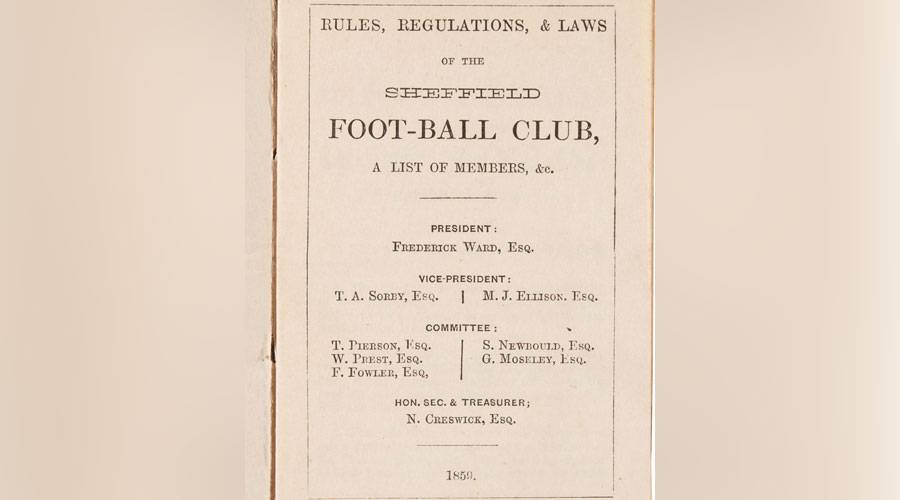 RULES, REGULATIONS, & LAWS
OF THE
SHEFFIELD
FOOT-BALL CLUB,
A LIST OF MEMBERS, &c.
PRESIDENT:
FREDERICK WARD, ESQ.
VICE-PRESIDENT:
T. A. SORBY, ESQ. | M. J. ELLISON. ESQ.
COMMITTEE:
T. PIERSON, ESQ. | S. NEWBOULD, ESQ.
W. PREST, ESQ. | G. MOSELEY, ESQ.
F. FOWLER, ESQ,
HON. SEC. & TREASURER;
N. CRESWICK, ESQ.
1859.